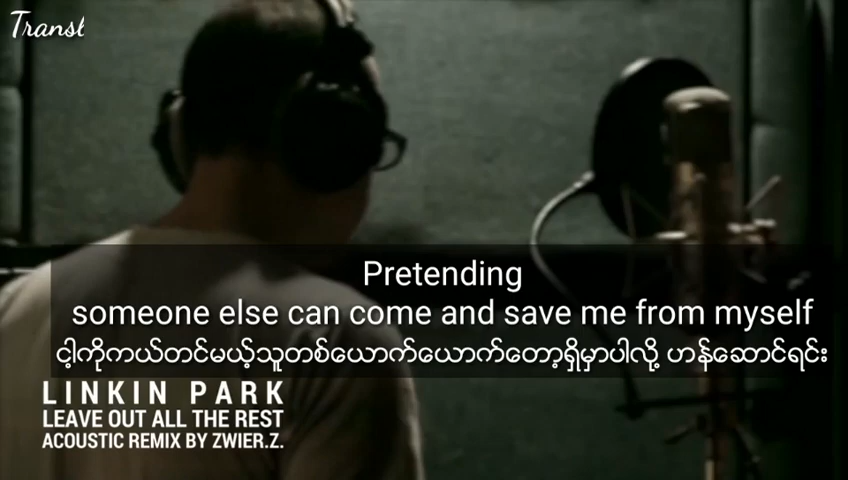 Transl
Pretending
someone else can come and save me from myself
ငါ့ကိုကယ်တင်မယ့်သူတစ်ယောက်ယောက်တော့ရှိမှာပါလို့ ဟန်ဆောင်ရင်း
LINKIN PARK
LEAVE OUT ALL THE REST
ACOUSTIC REMIX BY ZWIER.Z.